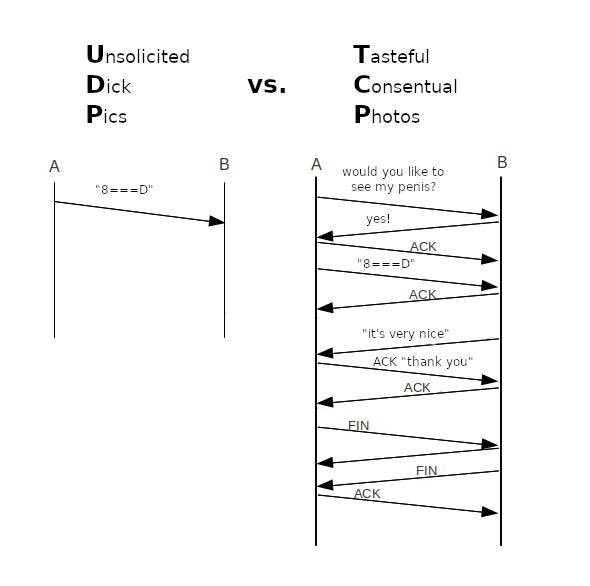 Unsolicited
Dick
Pics
vs.
Tasteful
Consentual
Photos
A
B
"8===D"
A
B
would you like to
see my penis?
yes!
ACK
"8===D"
ACK
"it's very nice"
ACK "thank you"
ACK
FIN
FIN
ACK